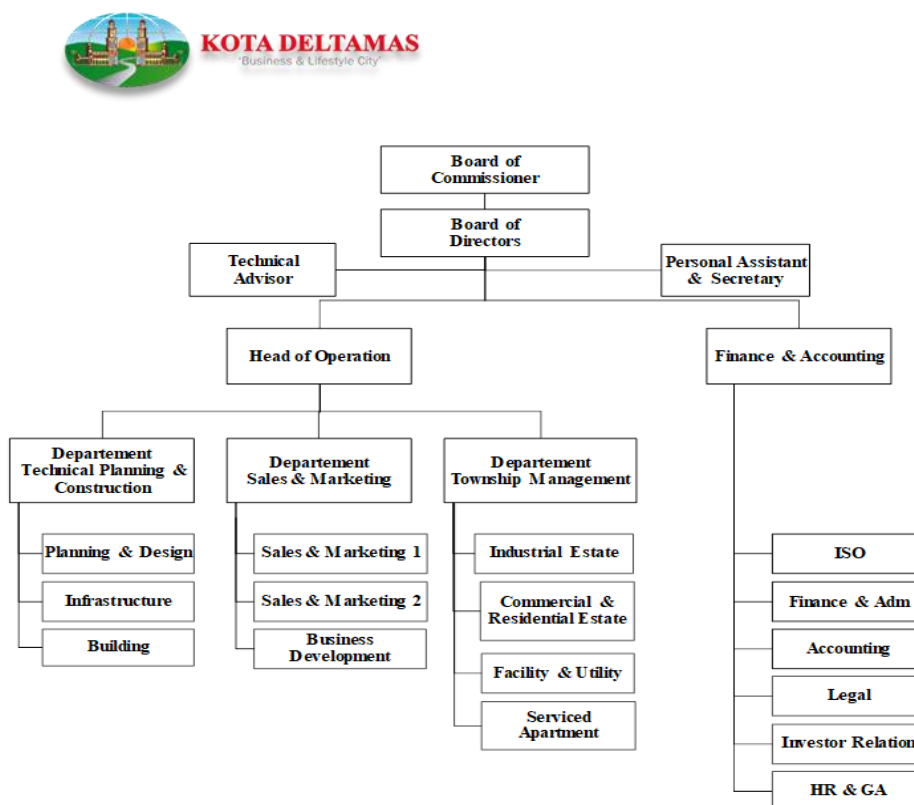 KOTA DELTAMAS
"Business & Lifestyle City"
Board of
Commissioner
Board of
Directors
Technical
Advisor
Personal Assistant
& Secretary
Head of Operation
Finance & Accounting
Departement
Technical Planning &
Construction
Departement
Sales & Marketing
Departement
Township Management
Planning & Design
Infrastructure
Building
Sales & Marketing 1
Sales & Marketing 2
Business
Development
Industrial Estate
Commercial &
Residential Estate
Facility & Utility
Serviced
Apartment
ISO
Finance & Adm
Accounting
Legal
Investor Relation
HR & GA